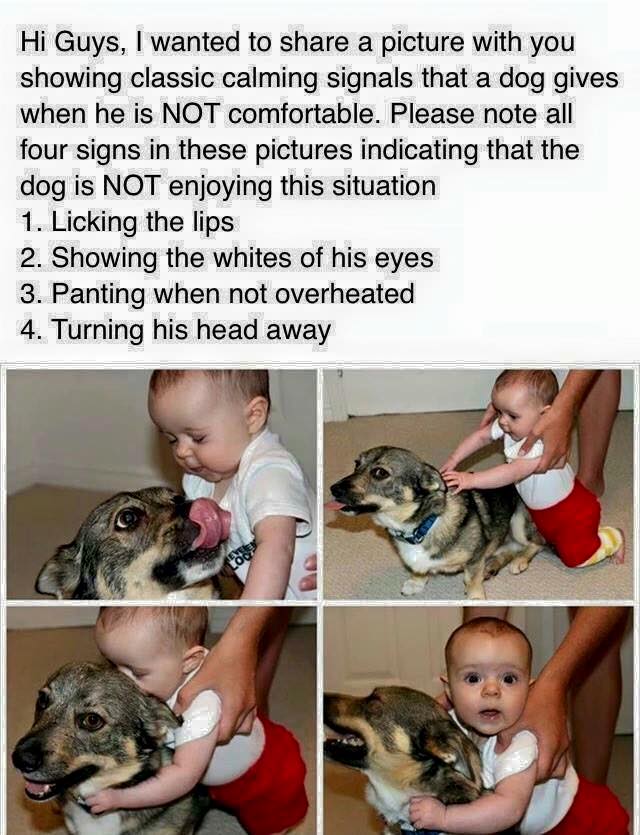 Hi Guys, I wanted to share a picture with you
showing classic calming signals that a dog gives
when he is NOT comfortable. Please note all
four signs in these pictures indicating that the
dog is NOT enjoying this situation
1. Licking the lips
2. Showing the whites of his eyes
3. Panting when not overheated
4. Turning his head away